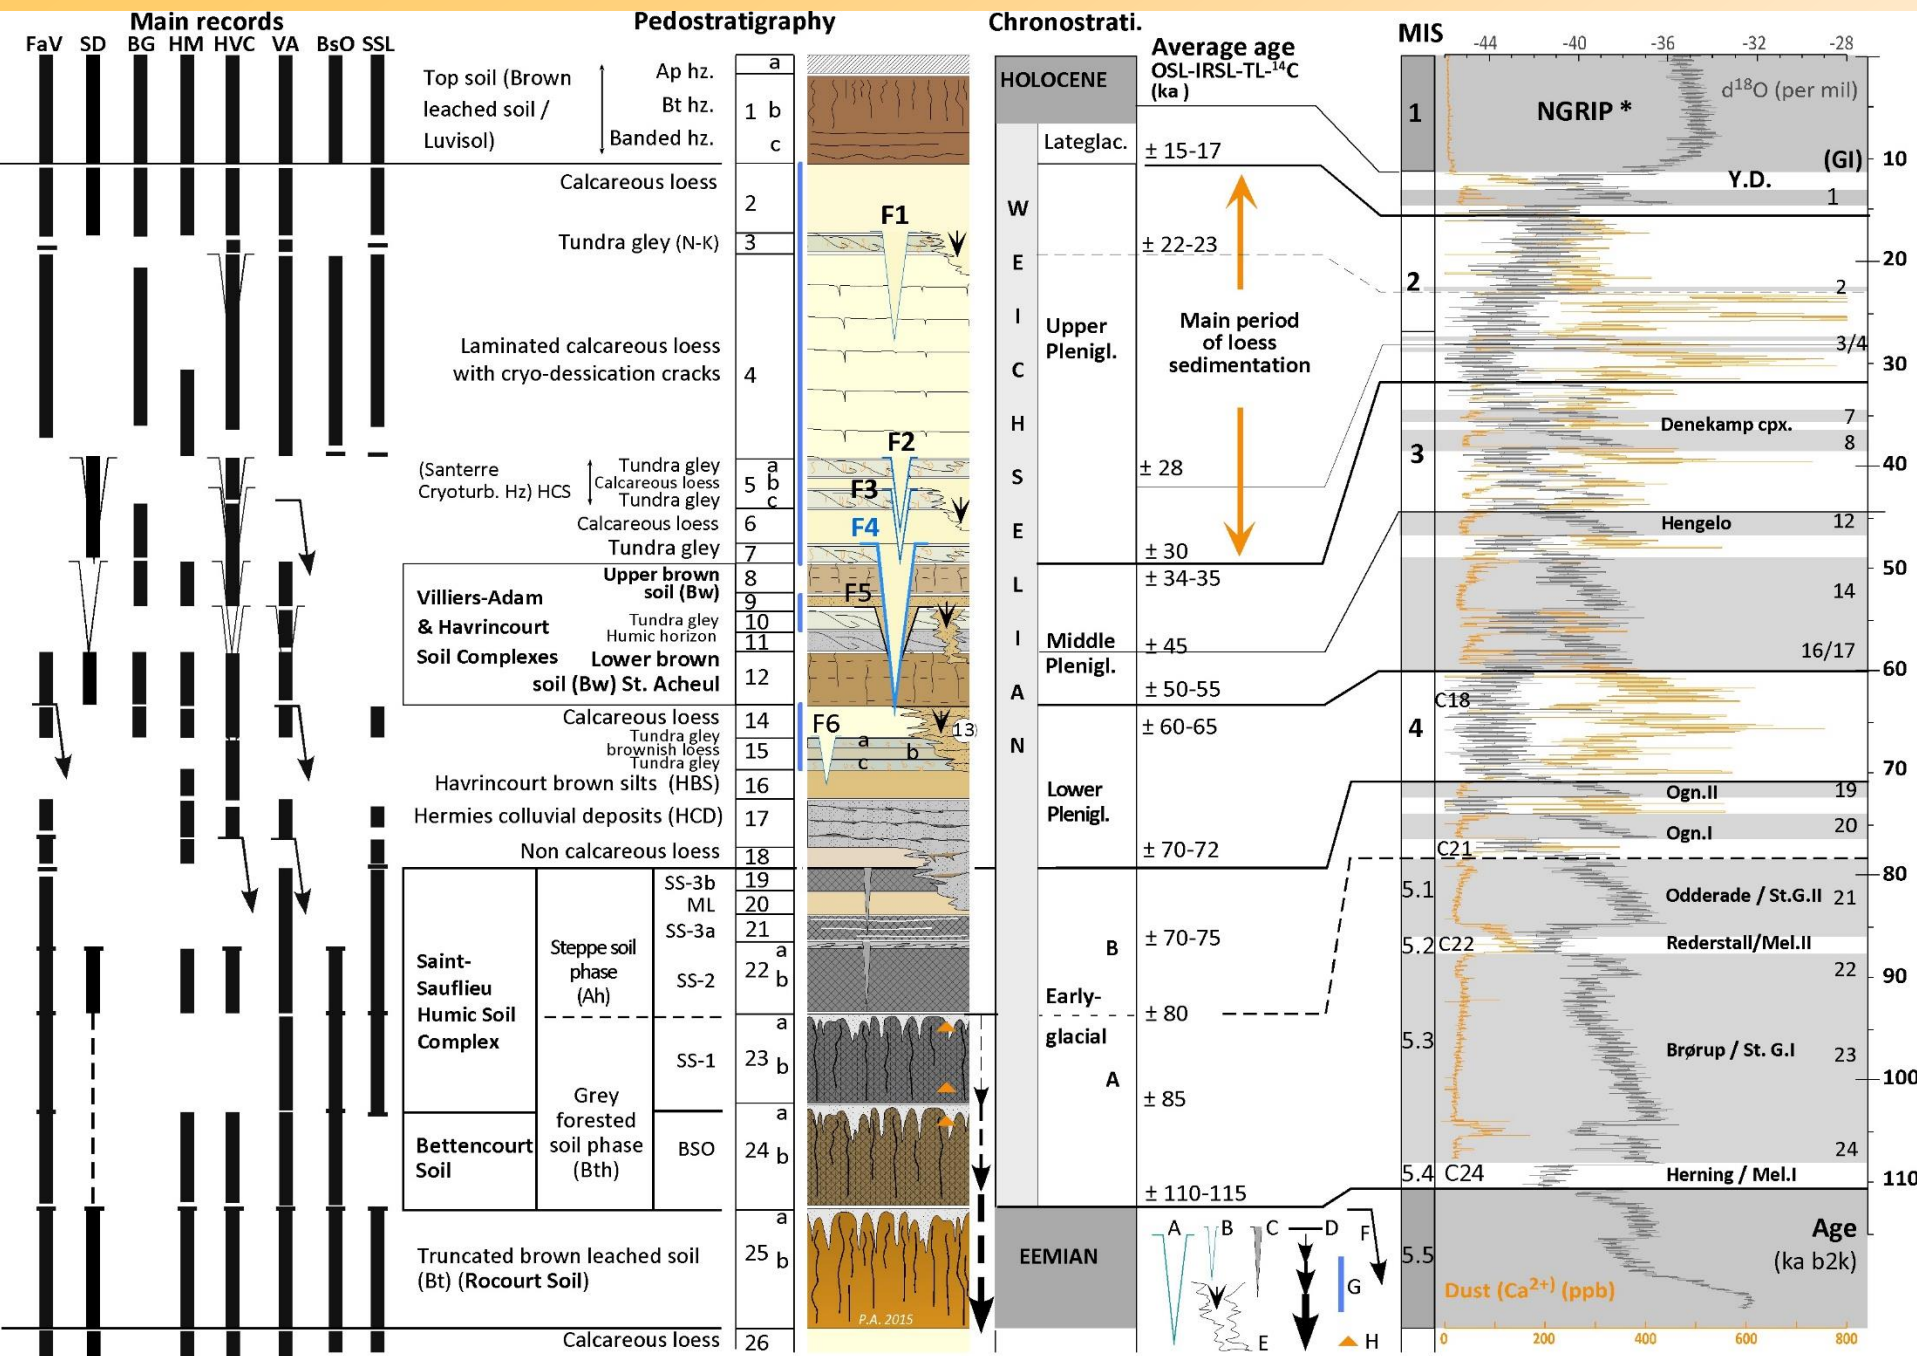 Main records
FaV SD BG HM HVC VA BsO SSL
Pedostratigraphy
Top soil (Brown
leached soil /
Luvisol)
Ap hz.
Bt hz.
Banded hz.
1
a
b
c
Calcareous loess
2
Tundra gley (N-K)
3
Laminated calcareous loess
with cryo-dessication cracks
4
(Santerre
Cryoturb. Hz) HCS
Tundra gley
Calcareous loess
Tundra gley
5
a
b
c
Calcareous loess
6
Tundra gley
7
Villiers-Adam
& Havrincourt
Soil Complexes
Upper brown
soil (Bw)
8
9
Tundra gley
10
Humic horizon
11
Lower brown
soil (Bw) St. Acheul
12
Calcareous loess
14
Tundra gley
brownish loess
Tundra gley
15
Havrincourt brown silts (HBS)
16
Hermies colluvial deposits (HCD)
17
Non calcareous loess
18
Saint-
Sauflieu
Humic Soil
Complex
Steppe soil
phase
(Ah)
SS-3b
19
ML
20
SS-3a
21
SS-2
22
a
b
SS-1
23
a
b
Grey
forested
soil phase
(Bth)
Bettencourt
Soil
BSO
24
a
b
Truncated brown leached soil
(Bt) (Rocourt Soil)
25
a
b
Calcareous loess
26
F1
F2
F3
F4
F5
F6
a
b
c
13
P.A. 2015
Chronostrati.
HOLOCENE
Lateglac.
W
E
I
C
H
S
E
L
I
A
N
Upper
Plenigl.
Middle
Plenigl.
Lower
Plenigl.
B
Early-
glacial
A
EEMIAN
Average age
OSL-IRSL-TL-¹⁴C
(ka )
± 15-17
± 22-23
Main period
of loess
sedimentation
± 28
± 30
± 34-35
± 45
± 50-55
± 60-65
± 70-72
± 70-75
± 80
± 85
± 110-115
A B C D F
G
E H
MIS
1
2
3
4
5.1
5.2
5.3
5.4
5.5
-44 -40 -36 -32 -28
d¹⁸O (per mil)
NGRIP *
(GI)
Y.D.
1
2
3/4
7
Denekamp cpx.
8
Hengelo 12
14
16/17
C18
Ogn.II 19
Ogn.I 20
C21
Odderade / St.G.II 21
C22 Rederstall/Mel.II
22
Brørup / St. G.I 23
24
C24 Herning / Mel.I
10
20
30
40
50
60
70
80
90
100
110
Age
(ka b2k)
Dust (Ca²⁺) (ppb)
0 200 400 600 800